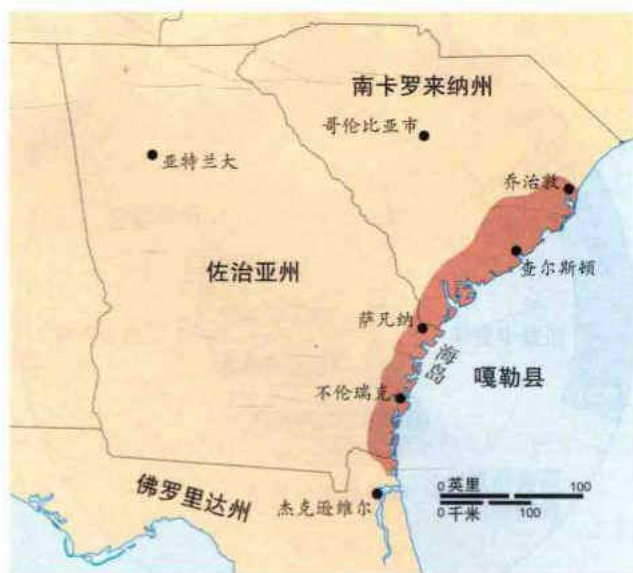 南卡罗来纳州
哥伦比亚市
亚特兰大
乔治敦
佐治亚州
查尔斯顿
萨凡纳
海岛
嘎勒县
不伦瑞克
佛罗里达州
杰克逊维尔
0 英里 100
0 千米 100